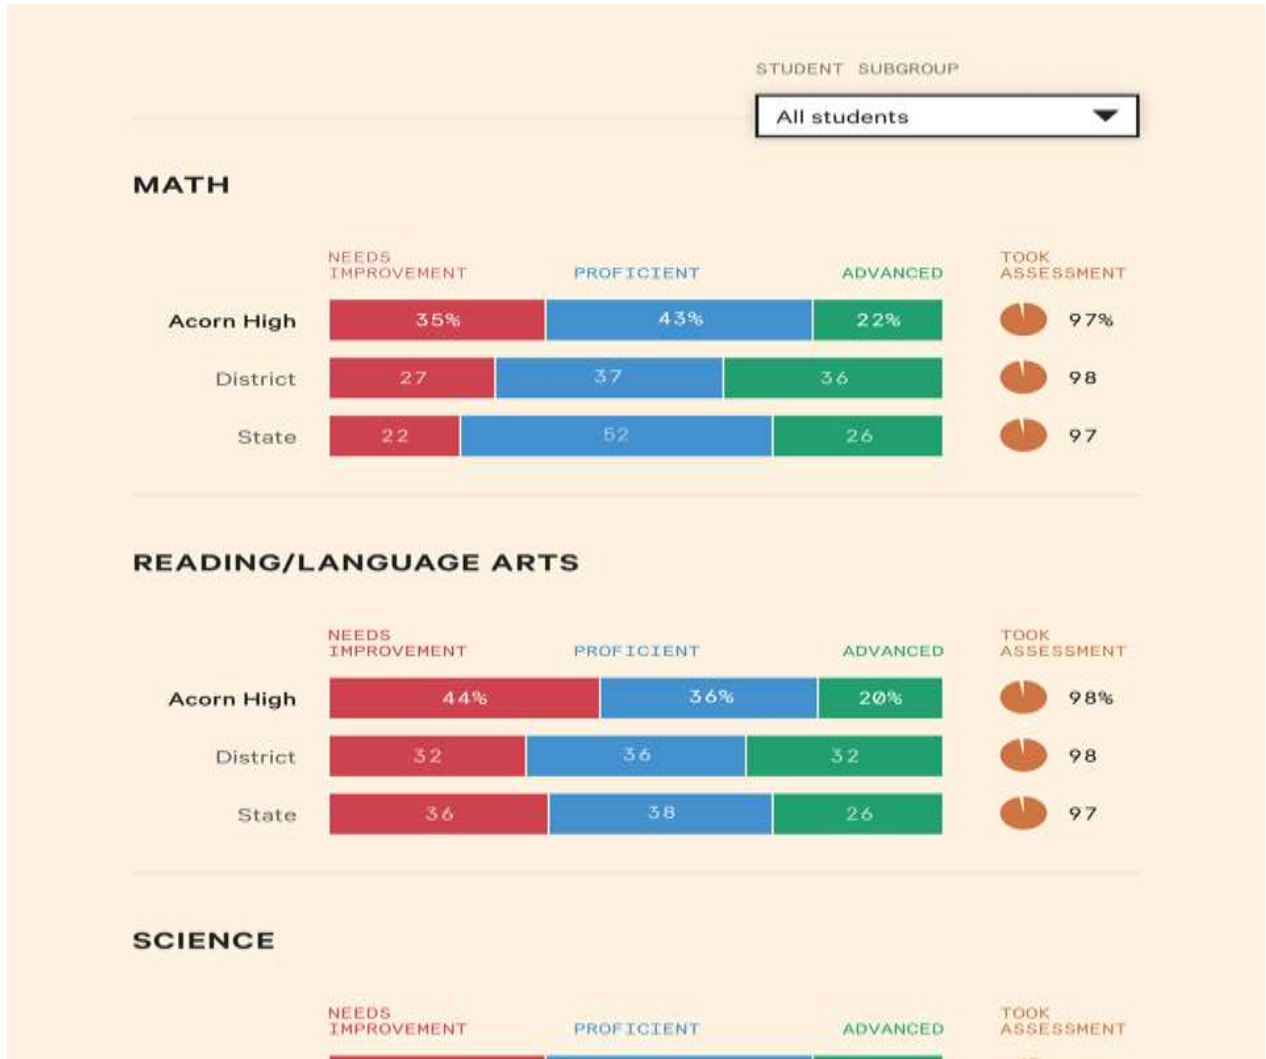 STUDENT SUBGROUP
All students
MATH
NEEDS
IMPROVEMENT PROFICIENT ADVANCED TOOK
ASSESSMENT
Acorn High 35% 43% 22% 97%
District 27 37 36 98
State 22 52 26 97
READING/LANGUAGE ARTS
NEEDS
IMPROVEMENT PROFICIENT ADVANCED TOOK
ASSESSMENT
Acorn High 44% 36% 20% 98%
District 32 36 32 98
State 36 38 26 97
SCIENCE
NEEDS
IMPROVEMENT PROFICIENT ADVANCED TOOK
ASSESSMENT